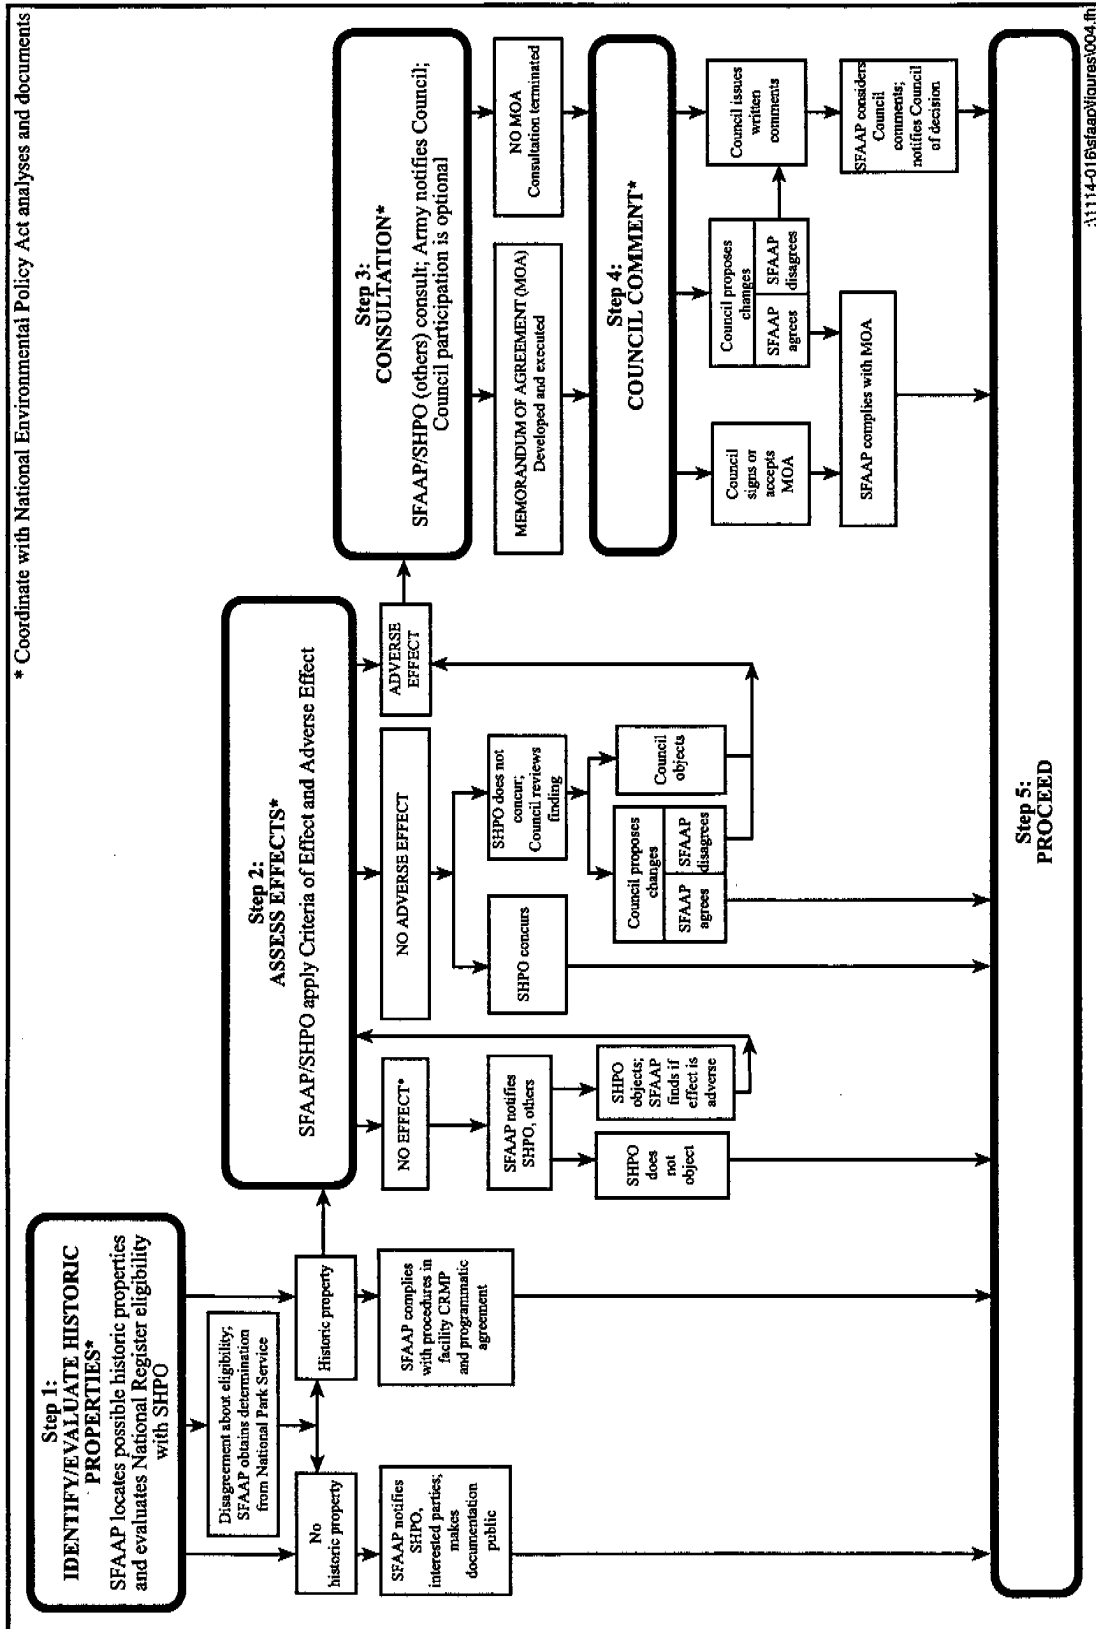 * Coordinate with National Environmental Policy Act analyses and documents
Step 1:
IDENTIFY/EVALUATE HISTORIC
PROPERTIES*
SFAAP locates possible historic properties
and evaluates National Register eligibility
with SHPO
Disagreement about eligibility;
SFAAP obtains determination
from National Park Service
No
historic property
Historic property
SFAAP notifies
SHPO,
interested parties;
makes
documentation
public
SFAAP complies
with procedures in
facility CRMP
and programmatic
agreement
Step 2:
ASSESS EFFECTS*
SFAAP/SHPO apply Criteria of Effect and Adverse Effect
NO EFFECT*
SFAAP notifies
SHPO, others
SHPO
does
not
object
SHPO
objects;
SFAAP
finds if
effect is
adverse
NO ADVERSE EFFECT
SHPO concurs
SHPO does not
concur;
Council reviews
finding
Council proposes
changes
SFAAP
agrees
SFAAP
disagrees
Council
objects
ADVERSE
EFFECT
Step 3:
CONSULTATION*
SFAAP/SHPO (others) consult; Army notifies Council;
Council participation is optional
MEMORANDUM OF AGREEMENT (MOA)
Developed and executed
NO MOA
Consultation terminated
Step 4:
COUNCIL COMMENT*
Council
signs or
accepts
MOA
Council proposes
changes
SFAAP
agrees
SFAAP
disagrees
Council issues
written
comments
SFAAP complies with MOA
SFAAP considers
Council
comments;
notifies Council
of decision
Step 5:
PROCEED